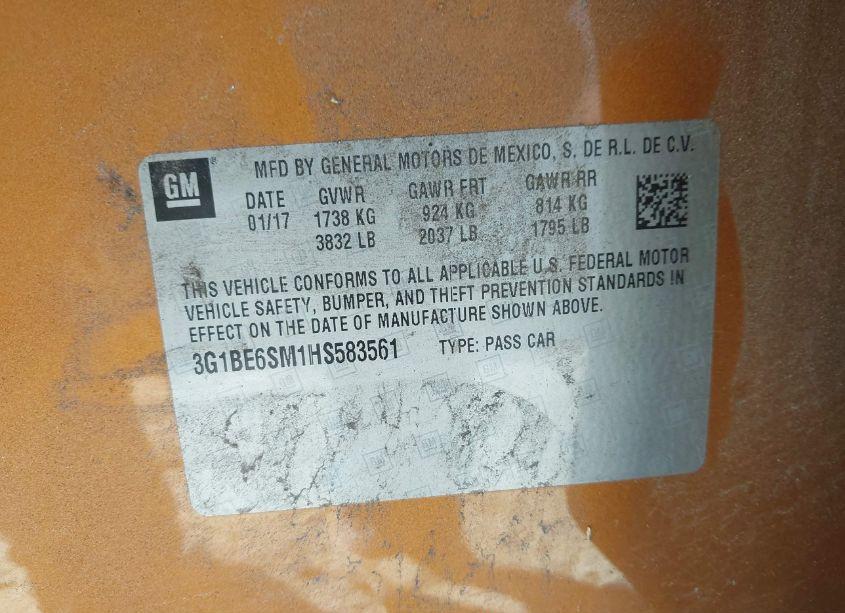 MFD BY GENERAL MOTORS DE MEXICO, S. DE R.L. DE C.V.
GM
DATE GVWR GAWR FRT GAWR RR
01/17 1738 KG 924 KG 814 KG
3832 LB 2037 LB 1795 LB
THIS VEHICLE CONFORMS TO ALL APPLICABLE U.S. FEDERAL MOTOR
VEHICLE SAFETY, BUMPER, AND THEFT PREVENTION STANDARDS IN
EFFECT ON THE DATE OF MANUFACTURE SHOWN ABOVE.
3G1BE6SM1HS583561 TYPE: PASS CAR